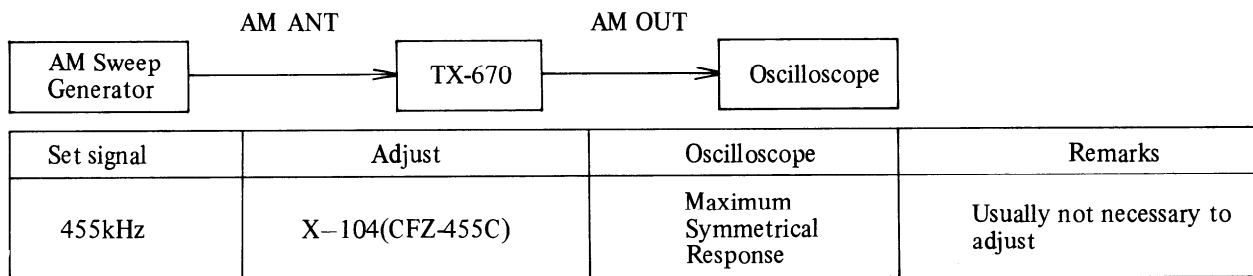 AM ANT
AM OUT
AM Sweep
Generator
TX-670
Oscilloscope
Set signal
Adjust
Oscilloscope
Remarks
455kHz
X–104(CFZ-455C)
Maximum
Symmetrical
Response
Usually not necessary to
adjust